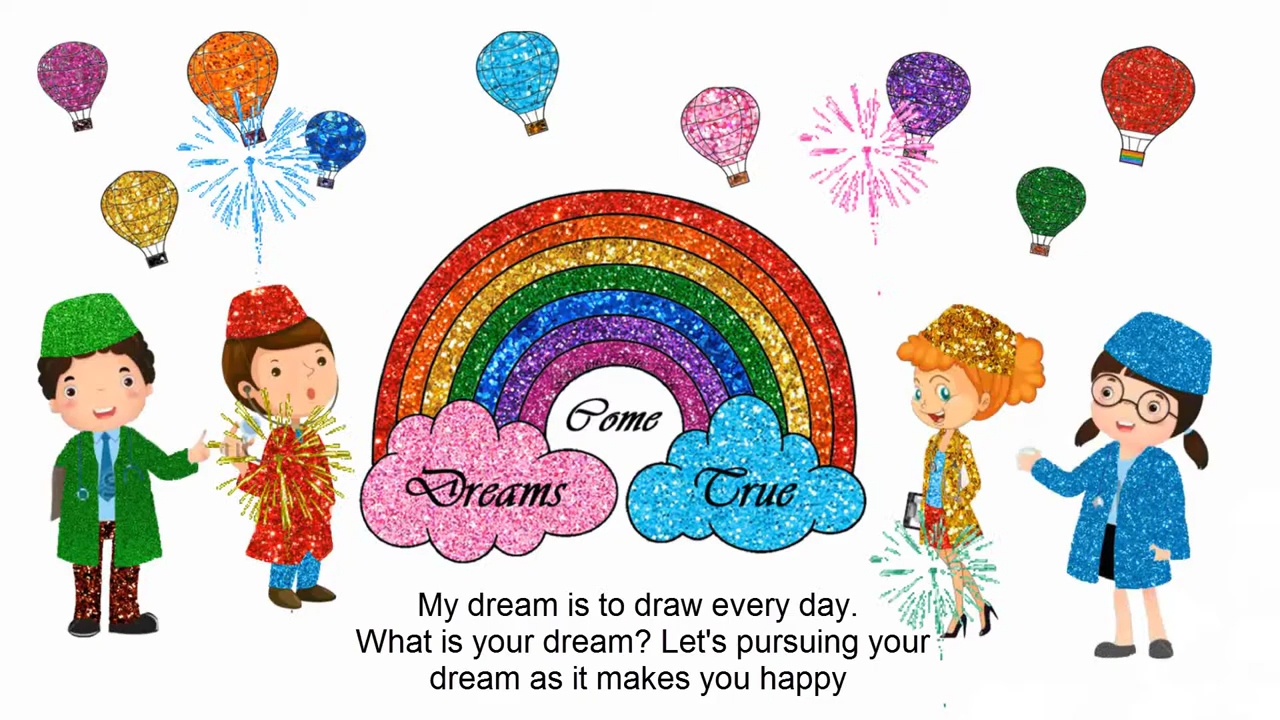 Come
Dreams True
My dream is to draw every day.
What is your dream? Let's pursuing your
dream as it makes you happy